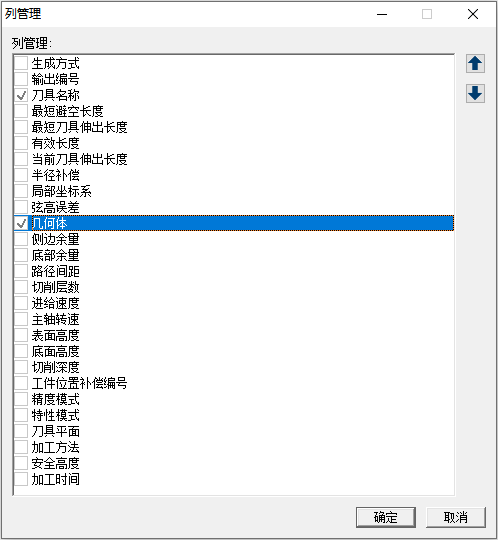 列管理
列管理:
生成方式
输出编号
刀具名称
最短避空长度
最短刀具伸出长度
有效长度
当前刀具伸出长度
半径补偿
局部坐标系
弦高误差
几何体
侧边余量
底部余量
路径间距
切削层数
进给速度
主轴转速
表面高度
底面高度
切削深度
工件位置补偿编号
精度模式
特性模式
刀具平面
加工方法
安全高度
加工时间
确定
取消